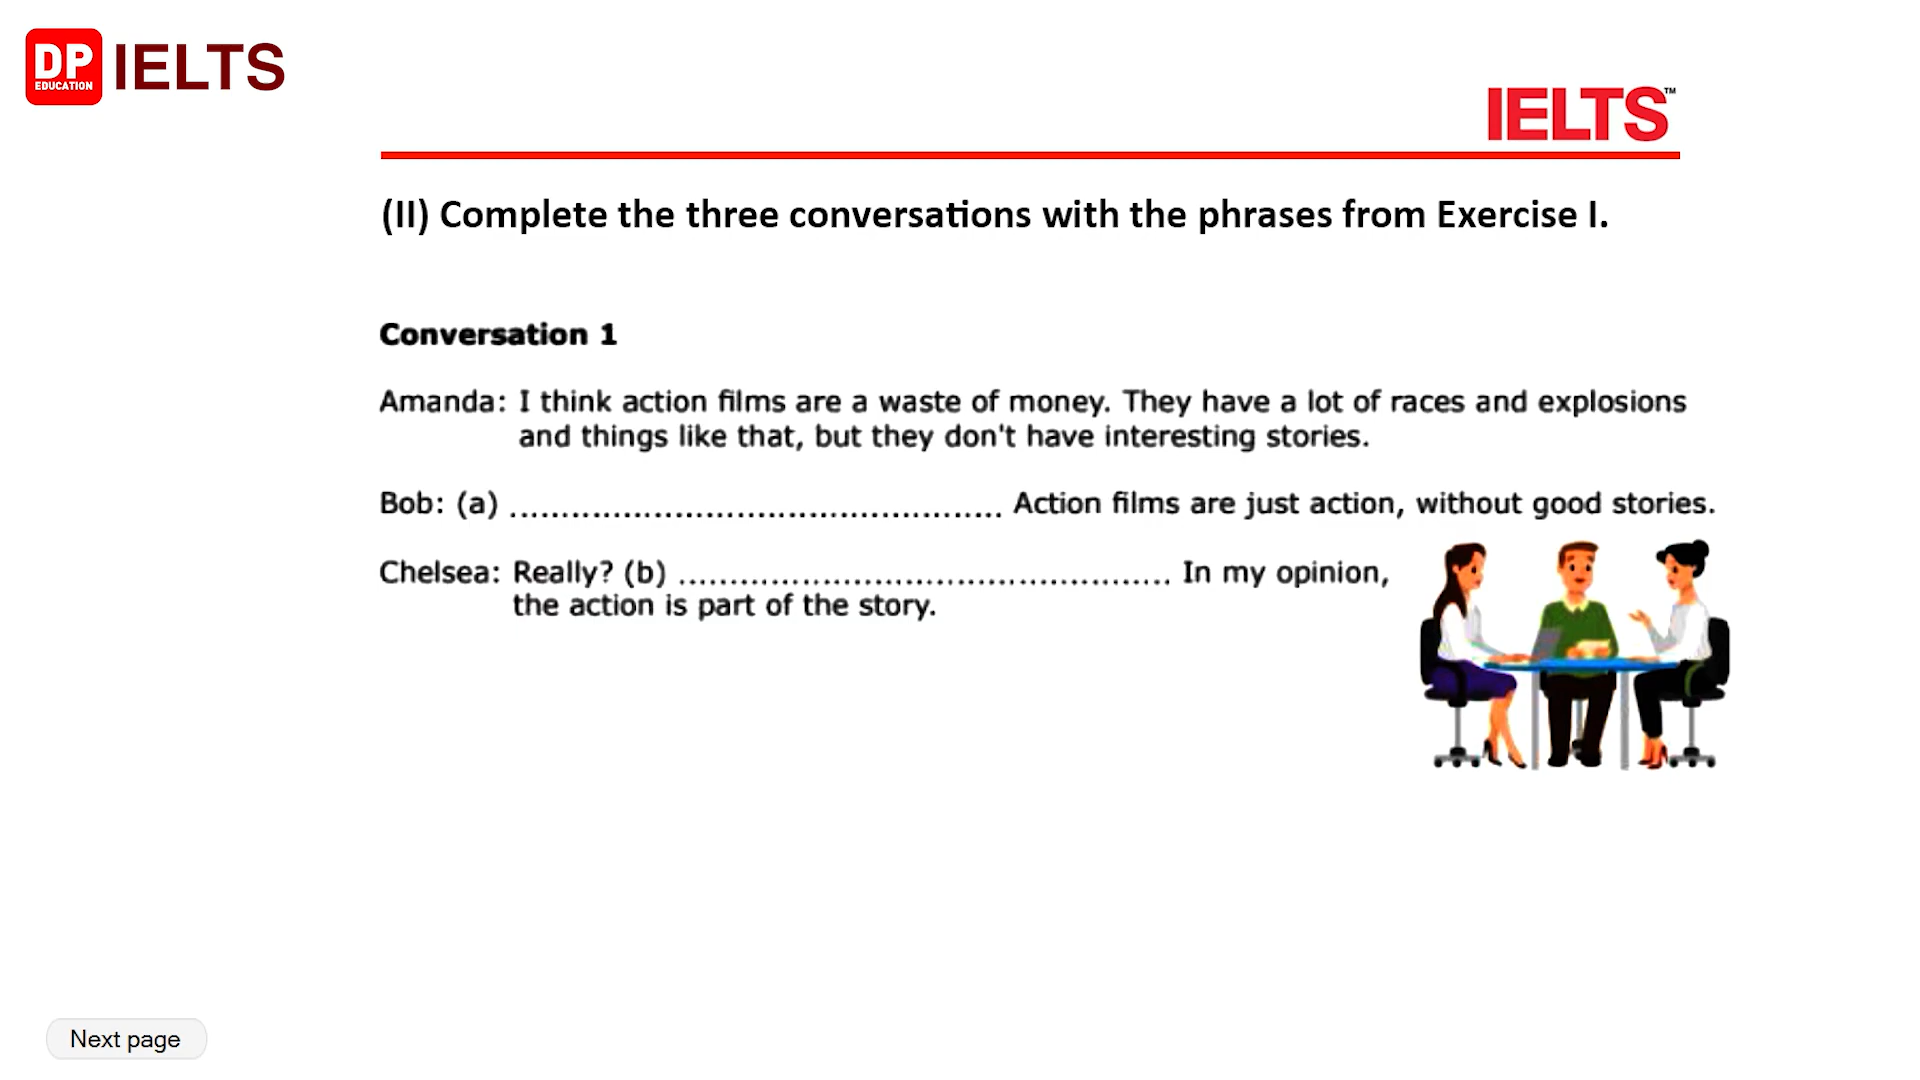 DP
EDUCATION
IELTS
IELTS™
(II) Complete the three conversations with the phrases from Exercise I.
Conversation 1
Amanda: I think action films are a waste of money. They have a lot of races and explosions
and things like that, but they don't have interesting stories.
Bob: (a) ................................................ Action films are just action, without good stories.
Chelsea: Really? (b) ................................................ In my opinion,
the action is part of the story.
Next page